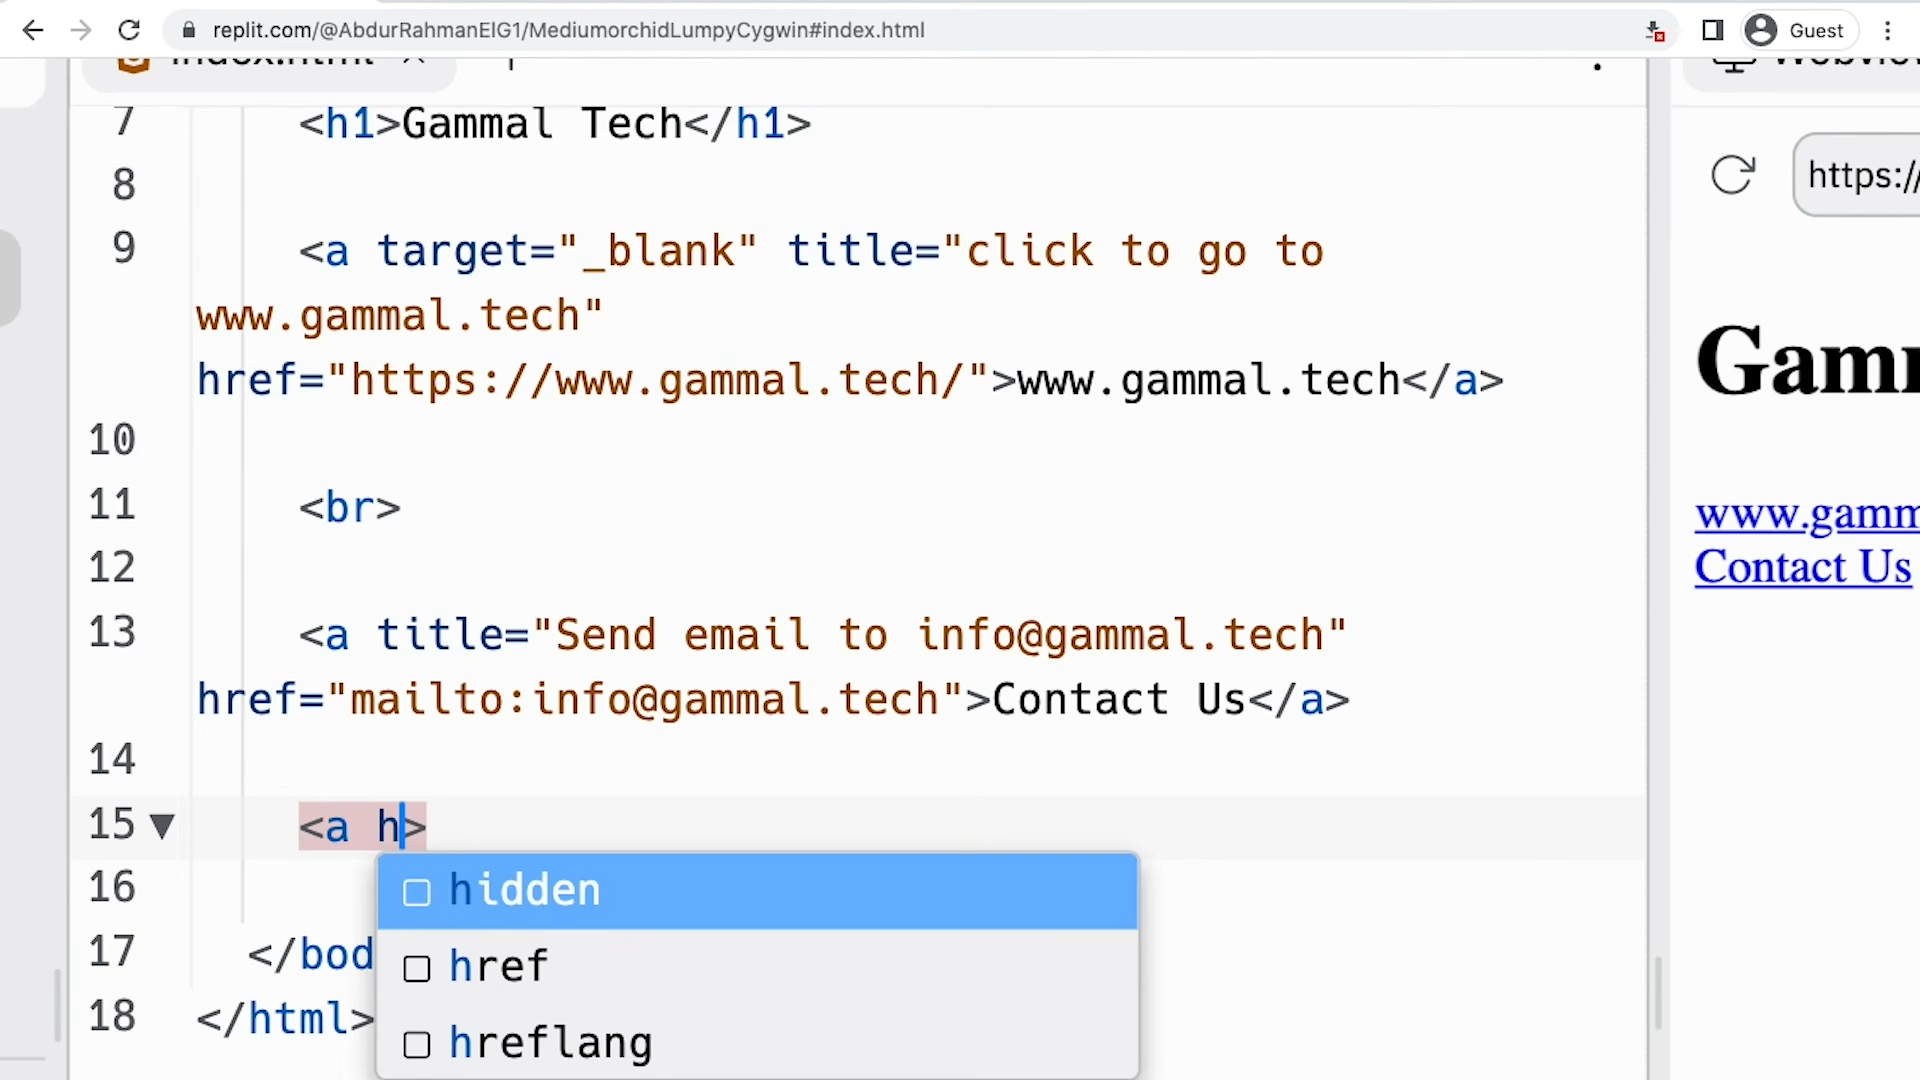 replit.com/@AbdurRahmanElG1/MediumorchidLumpyCygwin#index.html
Guest
index.html
7 <h1>Gammal Tech</h1>
8
9 <a target="_blank" title="click to go to
www.gammal.tech"
href="https://www.gammal.tech/">www.gammal.tech</a>
10
11 <br>
12
13 <a title="Send email to info@gammal.tech"
href="mailto:info@gammal.tech">Contact Us</a>
14
15 <a h>
hidden
href
hreflang
16
17 </bod
18 </html>
https://
Gamm
www.gamm
Contact Us